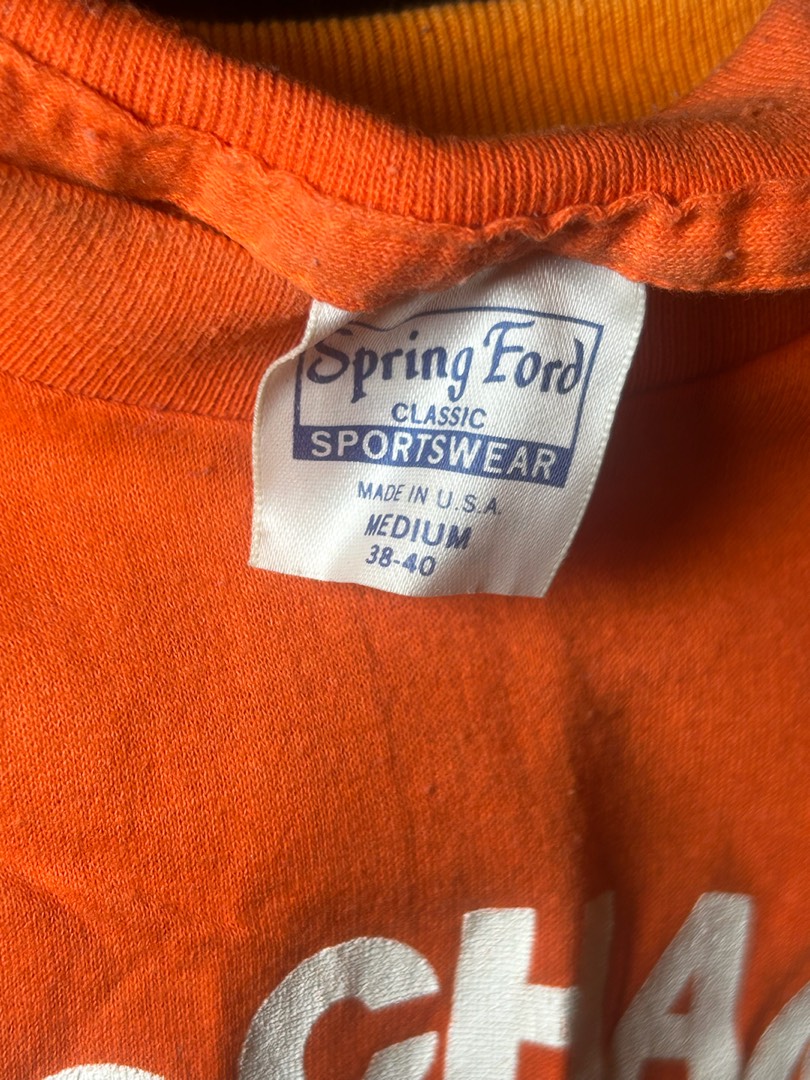 Spring Ford
CLASSIC
SPORTSWEAR
MADE IN U.S.A.
MEDIUM
38-40